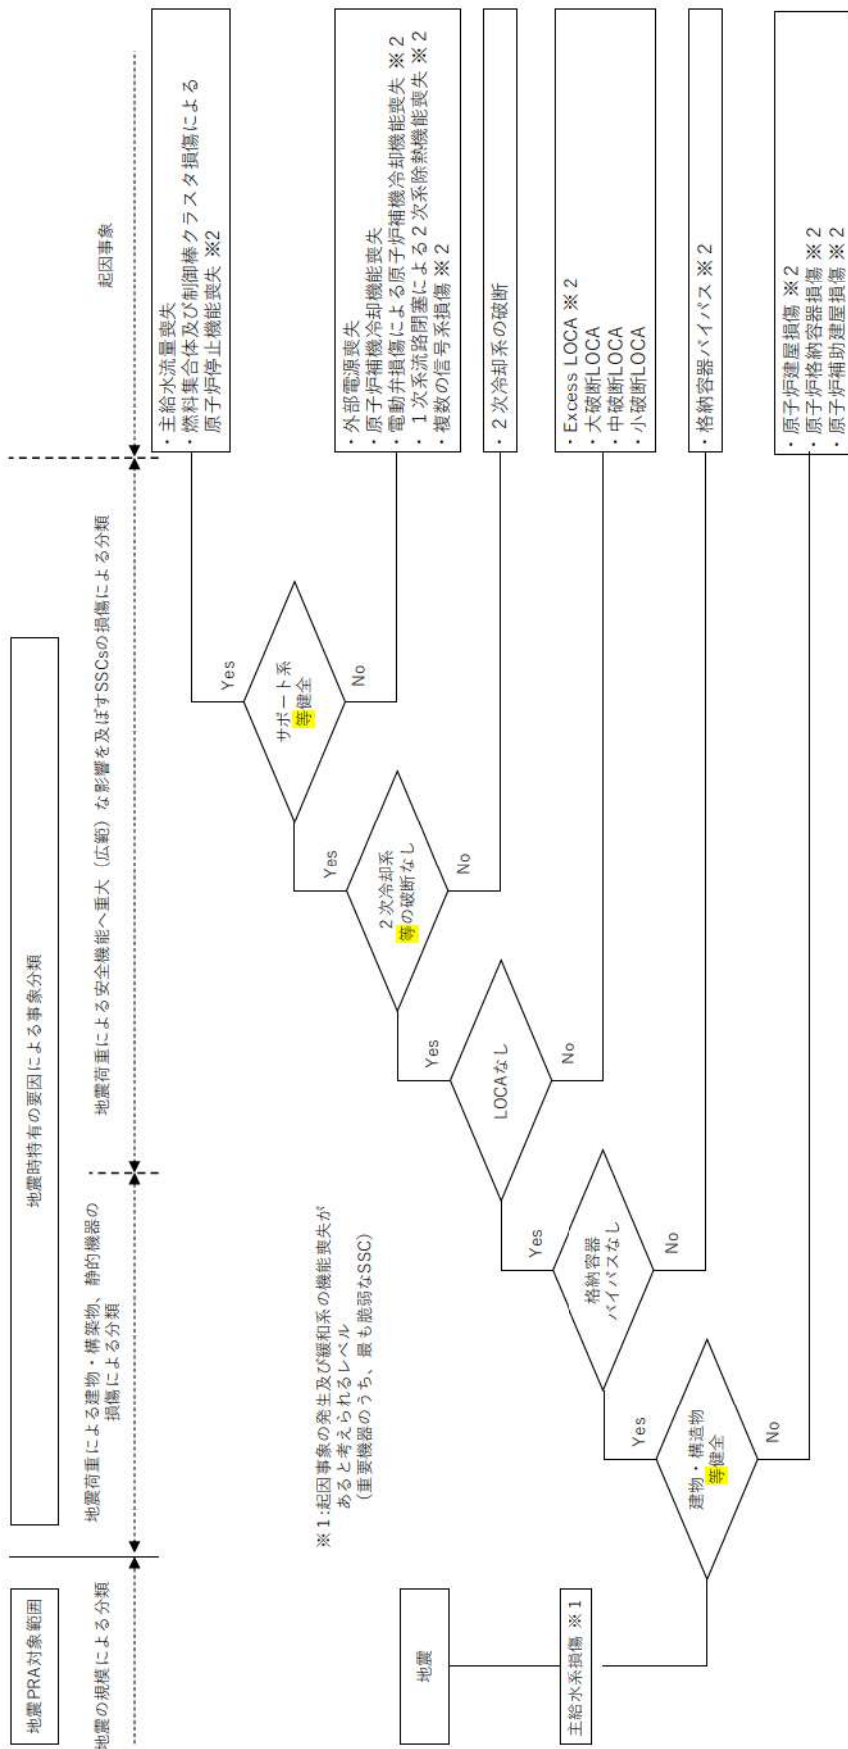 地震PRA対象範囲
地震時特有の要因による事象分類
地震の規模による分類
地震荷重による建物・構築物、静的機器の
損傷による分類
地震荷重による安全機能へ重大（広範）な影響を及ぼすSSCsの損傷による分類
起因事象
地震
主給水系損傷 ※１
※１:起因事象の発生及び緩和系の機能喪失が
あると考えられるレベル
（重要機器のうち、最も脆弱なSSC）
建物・構造物
等健全
Yes
No
格納容器
バイパスなし
Yes
No
LOCAなし
Yes
No
２次冷却系
等の破断なし
Yes
No
サポート系
等健全
Yes
No
・主給水流量喪失
・燃料集合体及び制御棒クラスタ損傷による
原子炉停止機能喪失 ※2
・外部電源喪失
・原子炉補機冷却機能喪失
・電動弁損傷による原子炉補機冷却機能喪失 ※２
・１次系流路閉塞による２次系除熱機能喪失 ※２
・複数の信号系損傷 ※２
・２次冷却系の破断
・Excess LOCA ※２
・大破断LOCA
・中破断LOCA
・小破断LOCA
・格納容器バイパス ※２
・原子炉建屋損傷 ※２
・原子炉格納容器損傷 ※２
・原子炉補助建屋損傷 ※２